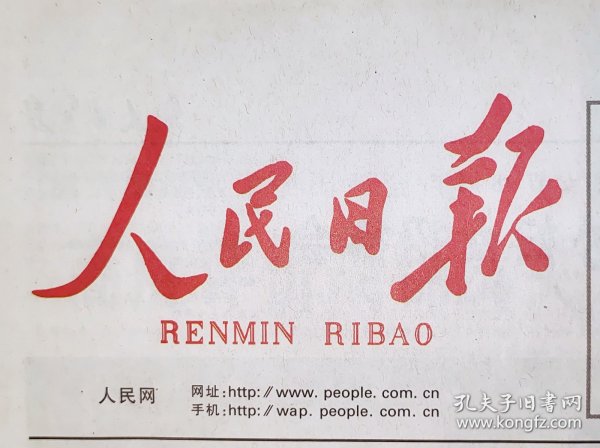 人民日报
RENMIN RIBAO
人民网
网址:http://www.people.com.cn
手机:http://wap.people.com.cn
孔夫子旧书网
www.kongfz.com